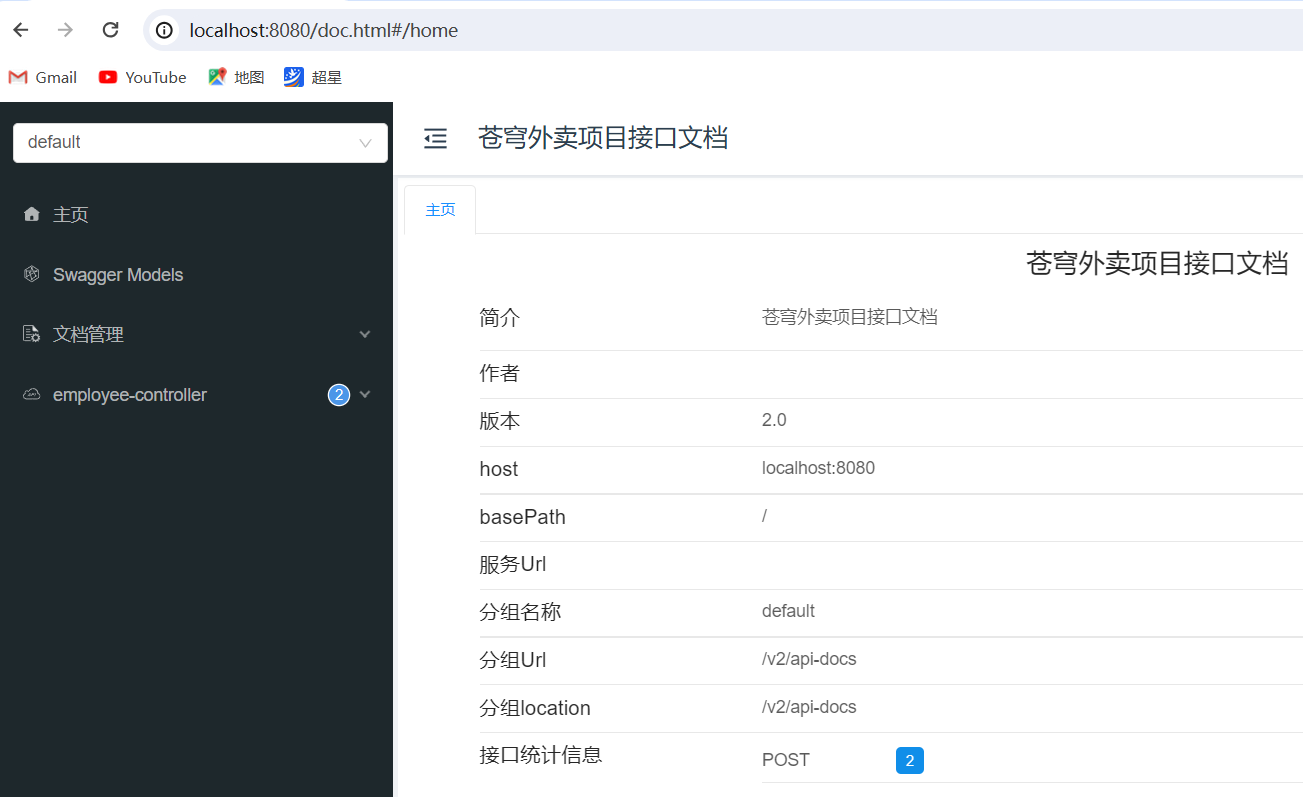 localhost:8080/doc.html#/home
Gmail YouTube 地图 超星
default
主页
Swagger Models
文档管理
employee-controller 2
苍穹外卖项目接口文档
主页
苍穹外卖项目接口文档
简介 苍穹外卖项目接口文档
作者
版本 2.0
host localhost:8080
basePath /
服务Url
分组名称 default
分组Url /v2/api-docs
分组location /v2/api-docs
接口统计信息 POST 2